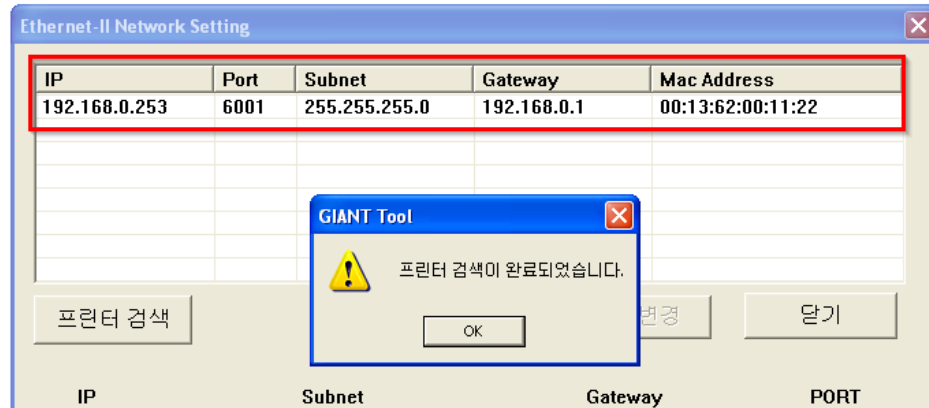 Ethernet-II Network Setting
IP Port Subnet Gateway Mac Address
192.168.0.253 6001 255.255.255.0 192.168.0.1 00:13:62:00:11:22
GIANT Tool
프린터 검색이 완료되었습니다.
OK
프린터 검색 변경 닫기
IP Subnet Gateway PORT